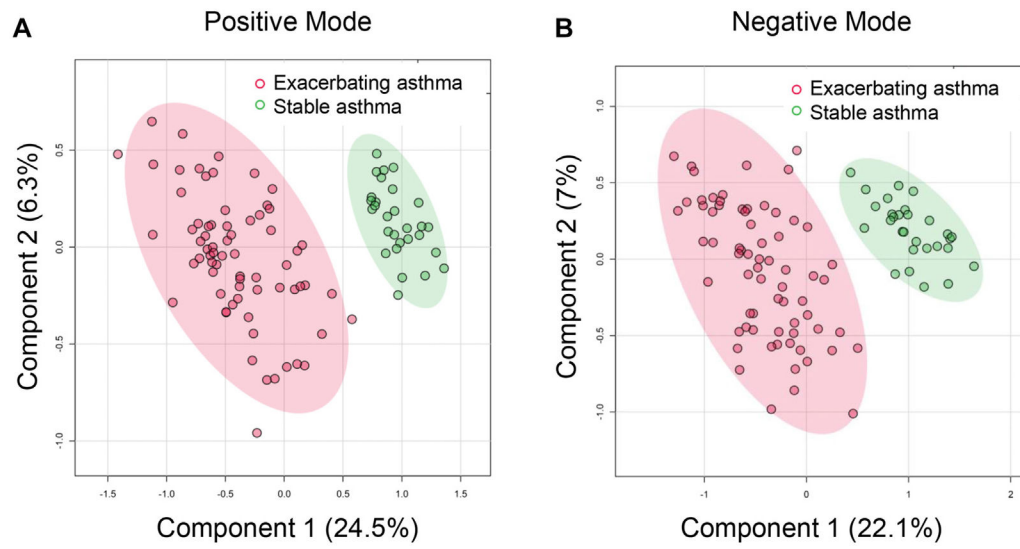 A
Positive Mode
Exacerbating asthma
Stable asthma
Component 2 (6.3%)
0.5
0.0
-0.5
-1.0
-1.5
-1.0
-0.5
0.0
0.5
1.0
1.5
Component 1 (24.5%)
B
Negative Mode
Exacerbating asthma
Stable asthma
Component 2 (7%)
1.0
0.5
0.0
-0.5
-1.0
-1
0
1
2
Component 1 (22.1%)